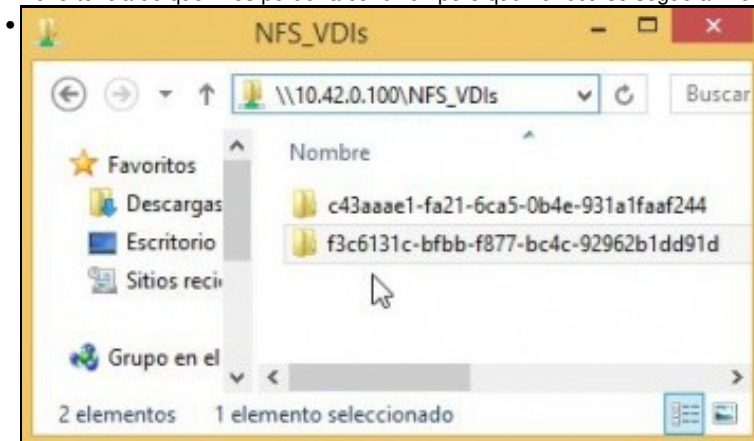 NFS_VDIs
\\10.42.0.100\NFS_VDIs
Buscar
Favoritos
Descargas
Escritorio
Sitios reci
Grupo en el
Nombre
c43aaae1-fa21-6ca5-0b4e-931a1faaf244
f3c6131c-bfbb-f877-bc4c-92962b1dd91d
2 elementos 1 elemento seleccionado